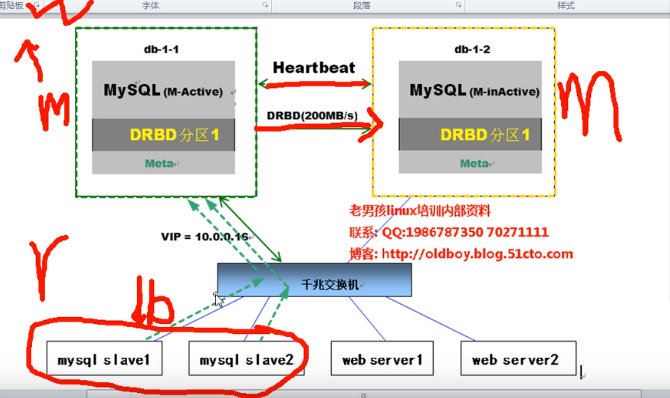 剪贴板
字体
段落
样式
db-1-1
db-1-2
Heartbeat
MySQL (M-Active)
MySQL (M-inActive)
DRBD(200MB/s)
DRBD分区1
DRBD分区1
Meta
Meta
m
m
老男孩linux培训内部资料
联系: QQ:1986787350 70271111
博客: http://oldboy.blog.51cto.com
VIP = 10.0.0.16
r
千兆交换机
db
mysql slave1
mysql slave2
web server1
web server2